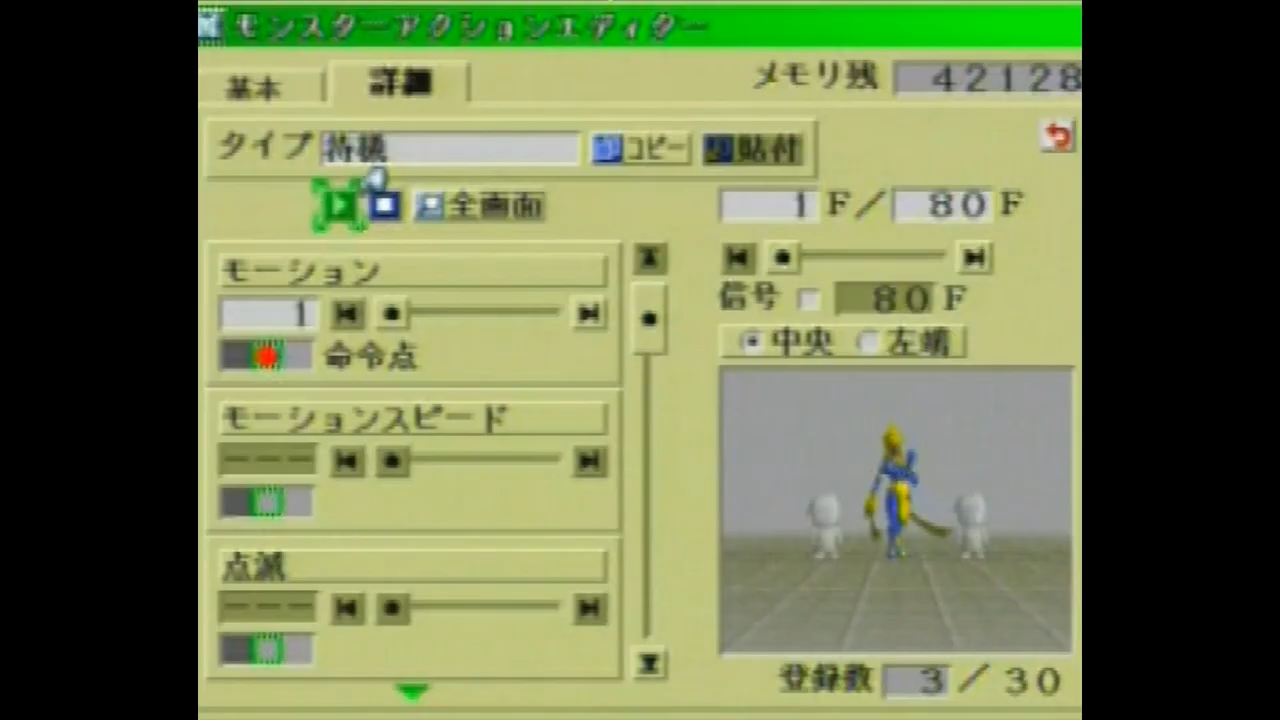 モンスターアクションエディター
基本 詳細 メモリ残 42128
タイプ 待機 コピー 貼付
全画面 1 F/ 80 F
モーション
1
信号 80 F
命令点
中央 左端
モーションスピード
---
点滅
---
登録数 3/30